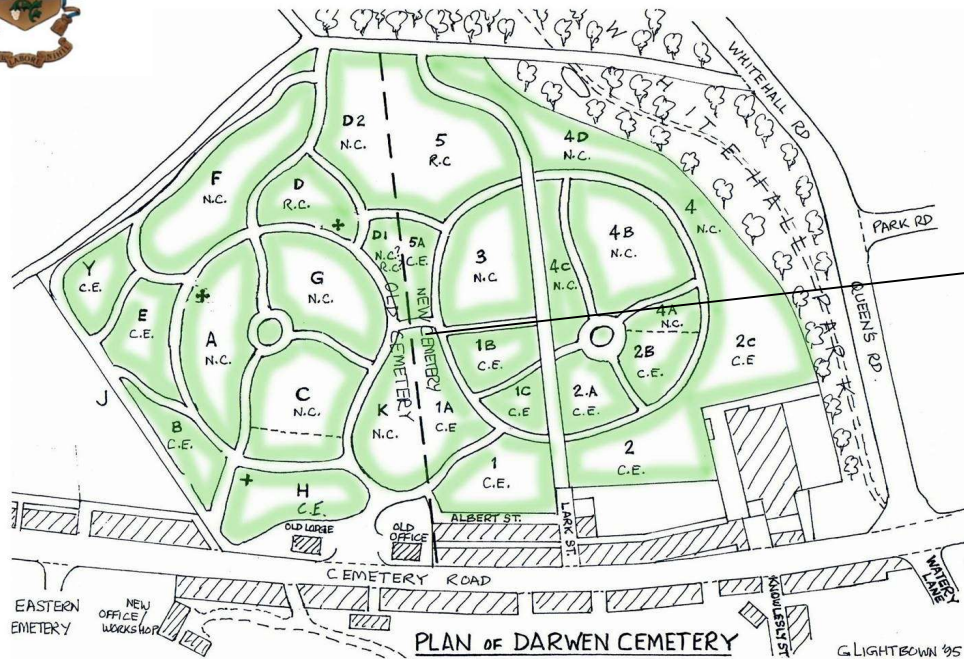 WHITEHALL RD
WHITEHALL PARK
D2
N.C.
5
R.C
4D
N.C.
F
N.C.
D
R.C.
4
N.C.
PARK RD
D1
N.C.?
R.C?
5A
C.E.
3
N.C
4B
N.C.
4C
N.C.
Y
C.E.
G
N.C.
QUEEN'S RD.
OLD CEMETERY
NEW CEMETERY
E
C.E.
A
N.C.
1B
C.E.
4A
N.C.
2B
C.E.
2C
C.E
J
C
N.C.
K
N.C.
1A
C.E
1C
C.E
2.A
C.E.
B
C.E.
1
C.E.
2
C.E.
H
C.E.
OLD LODGE
OLD
OFFICE
ALBERT ST.
LARK ST.
CEMETERY ROAD
WATERY
LANE
KNOWLESLY ST
EASTERN
EMETERY
NEW
OFFICE
WORKSHOP
PLAN OF DARWEN CEMETERY
G LIGHTBOWN '95